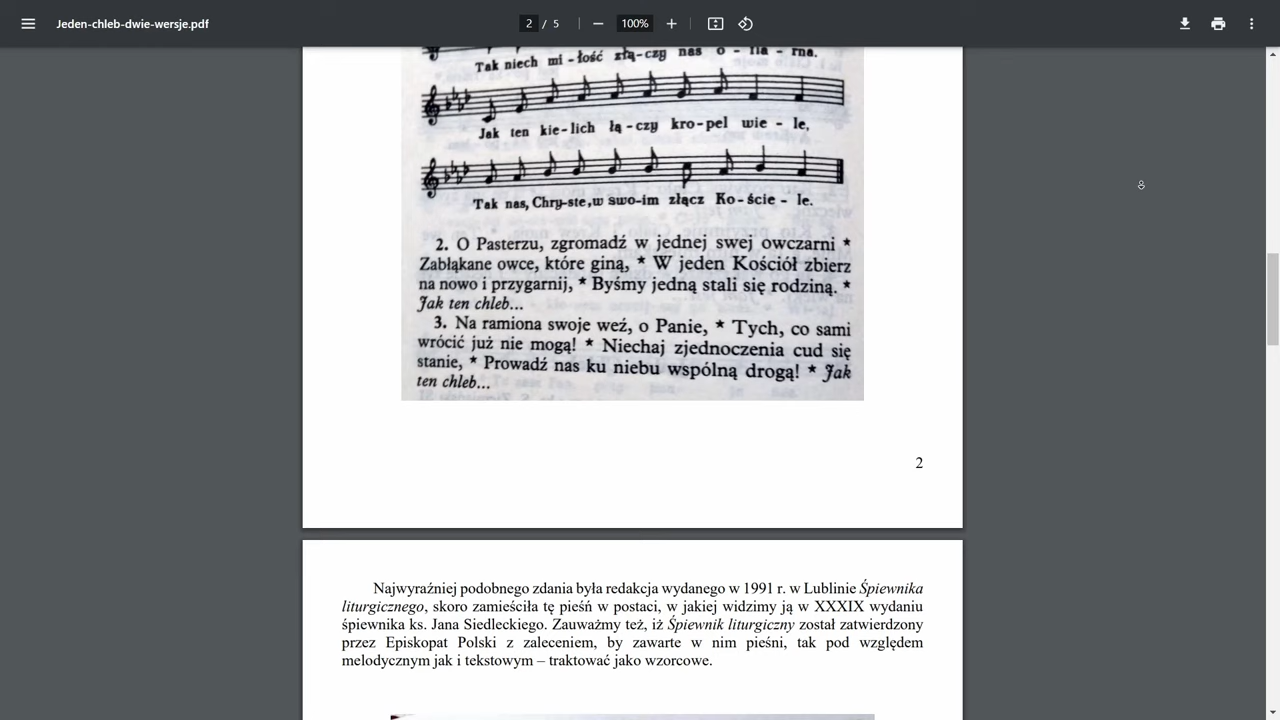 Jeden-chleb-dwie-wersje.pdf
2 / 5
100%
Tak niech mi - łość złą-czy nas o - fia - rna.
Jak ten kie-lich łą-czy kro-pel wie - le,
Tak nas, Chry-ste, w swo-im złącz Ko-ście - le.
2. O Pasterzu, zgromadź w jednej swej owczarni *
Zabłąkane owce, które giną, * W jeden Kościół zbierz
na nowo i przygarnij, * Byśmy jedną stali się rodziną. *
Jak ten chleb...
3. Na ramiona swoje weź, o Panie, * Tych, co sami
wrócić już nie mogą! * Niechaj zjednoczenia cud się
stanie, * Prowadź nas ku niebu wspólną drogą! * Jak
ten chleb...
2
Najwyraźniej podobnego zdania była redakcja wydanego w 1991 r. w Lublinie Śpiewnika
liturgicznego, skoro zamieściła tę pieśń w postaci, w jakiej widzimy ją w XXXIX wydaniu
śpiewnika ks. Jana Siedleckiego. Zauważmy też, iż Śpiewnik liturgiczny został zatwierdzony
przez Episkopat Polski z zaleceniem, by zawarte w nim pieśni, tak pod względem
melodycznym jak i tekstowym – traktować jako wzorcowe.